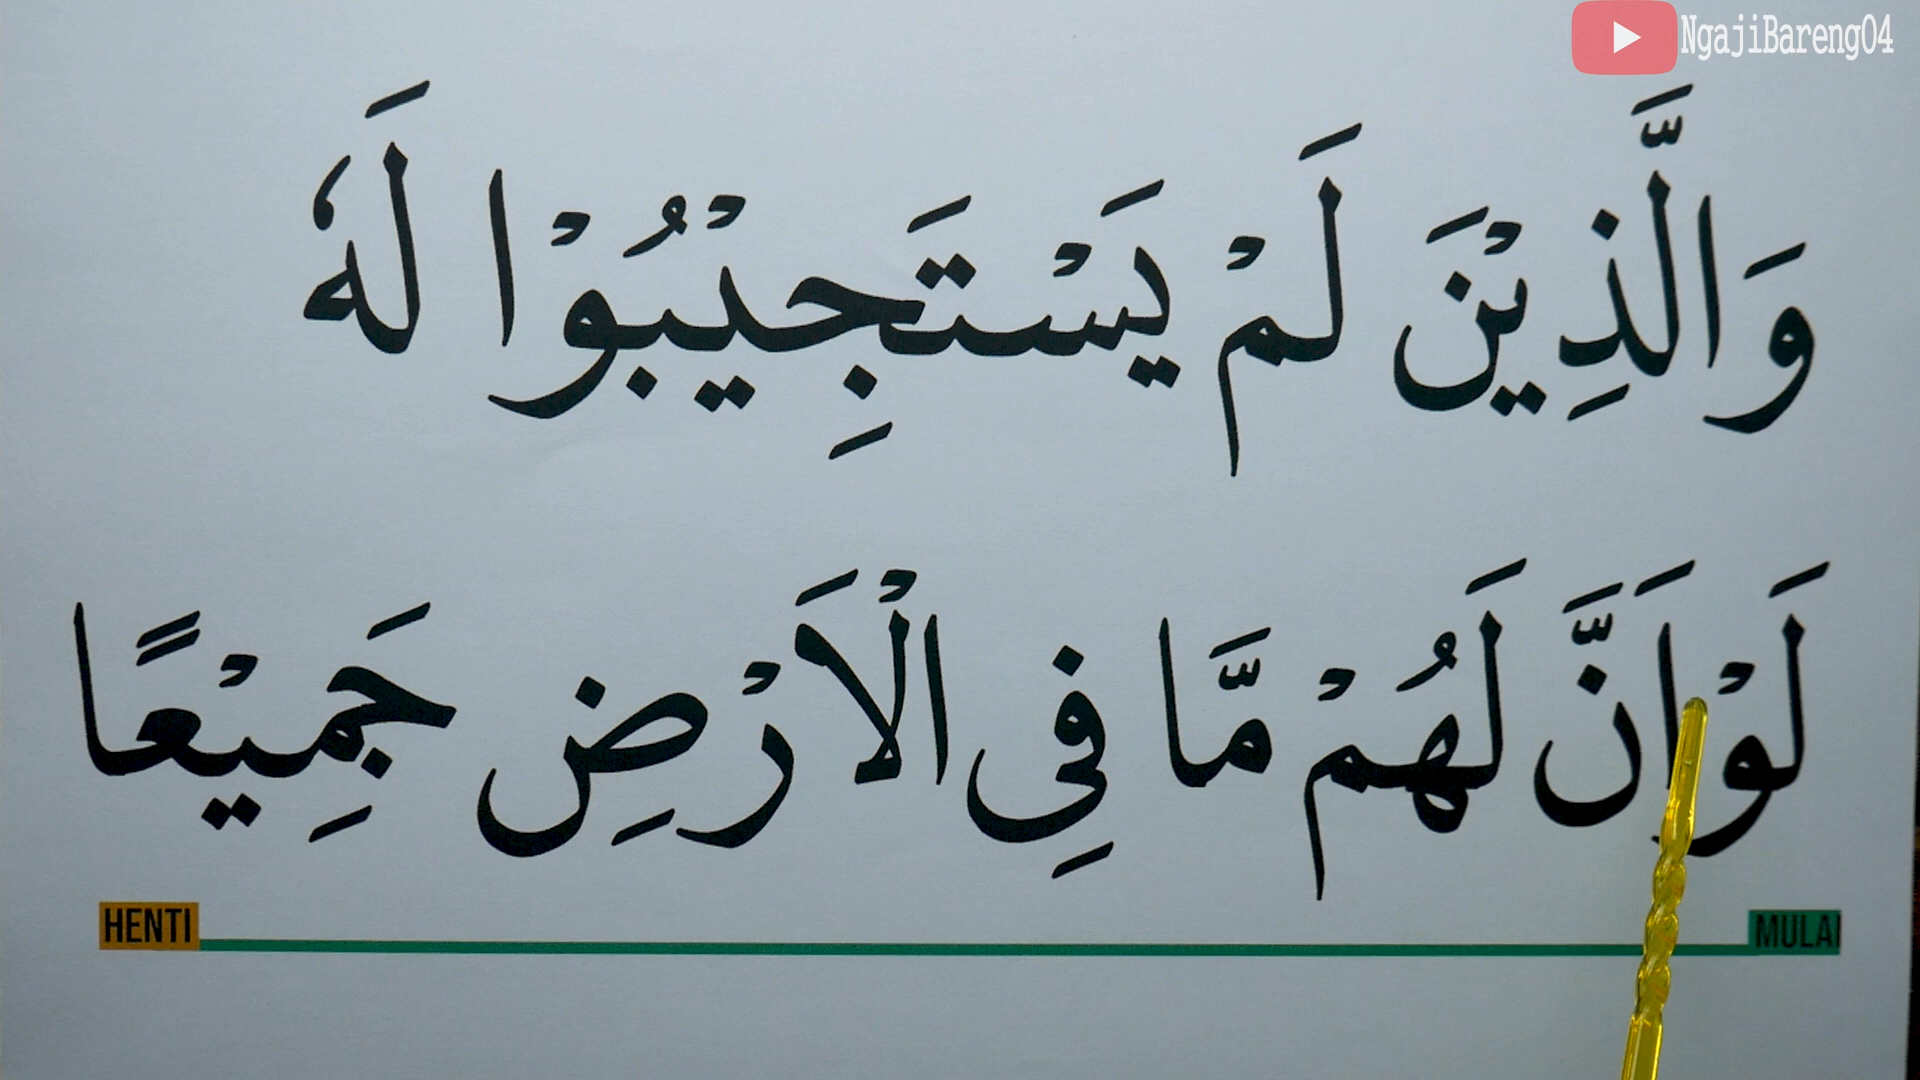 NgajiBareng04
وَالَّذِيْنَ لَمْ يَسْتَجِيْبُوْا لَهٗ
لَوْ اَنَّ لَهُمْ مَّا فِى الْاَرْضِ جَمِيْعًا
HENTI MULAI